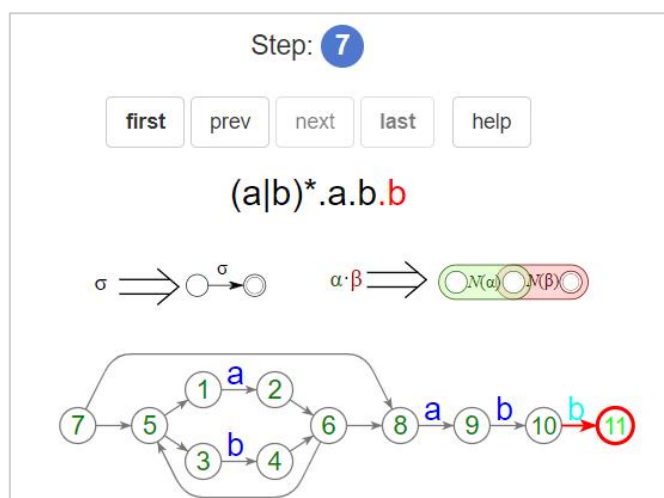 Step: 7
first prev next last help
(a|b)*.a.b.b
σ σ α·β N(α) N(β)
a
1 2
7 5 6 8 a 9 b 10 b 11
b
3 4